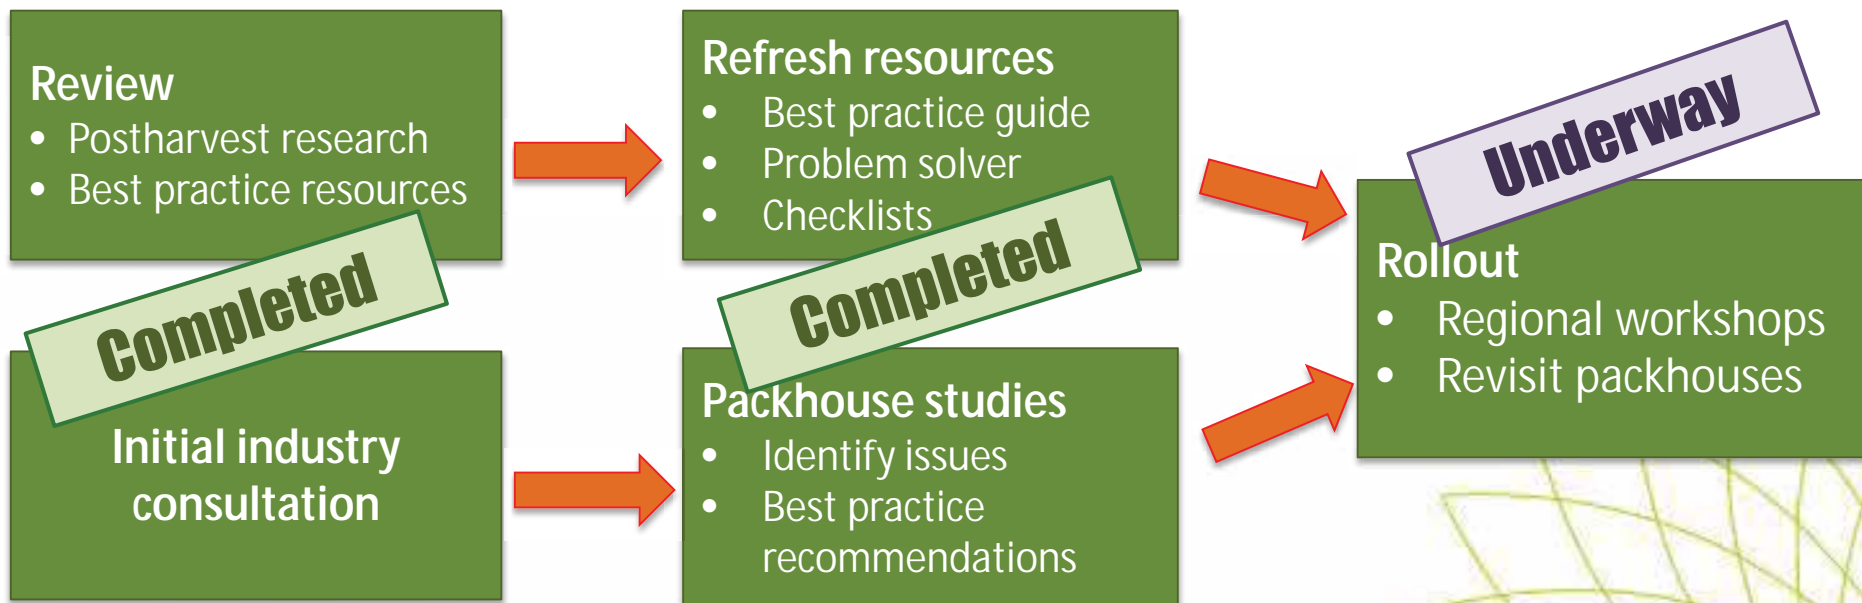 Review
• Postharvest research
• Best practice resources
Completed
Initial industry
consultation
Refresh resources
• Best practice guide
• Problem solver
• Checklists
Completed
Packhouse studies
• Identify issues
• Best practice
recommendations
Underway
Rollout
• Regional workshops
• Revisit packhouses